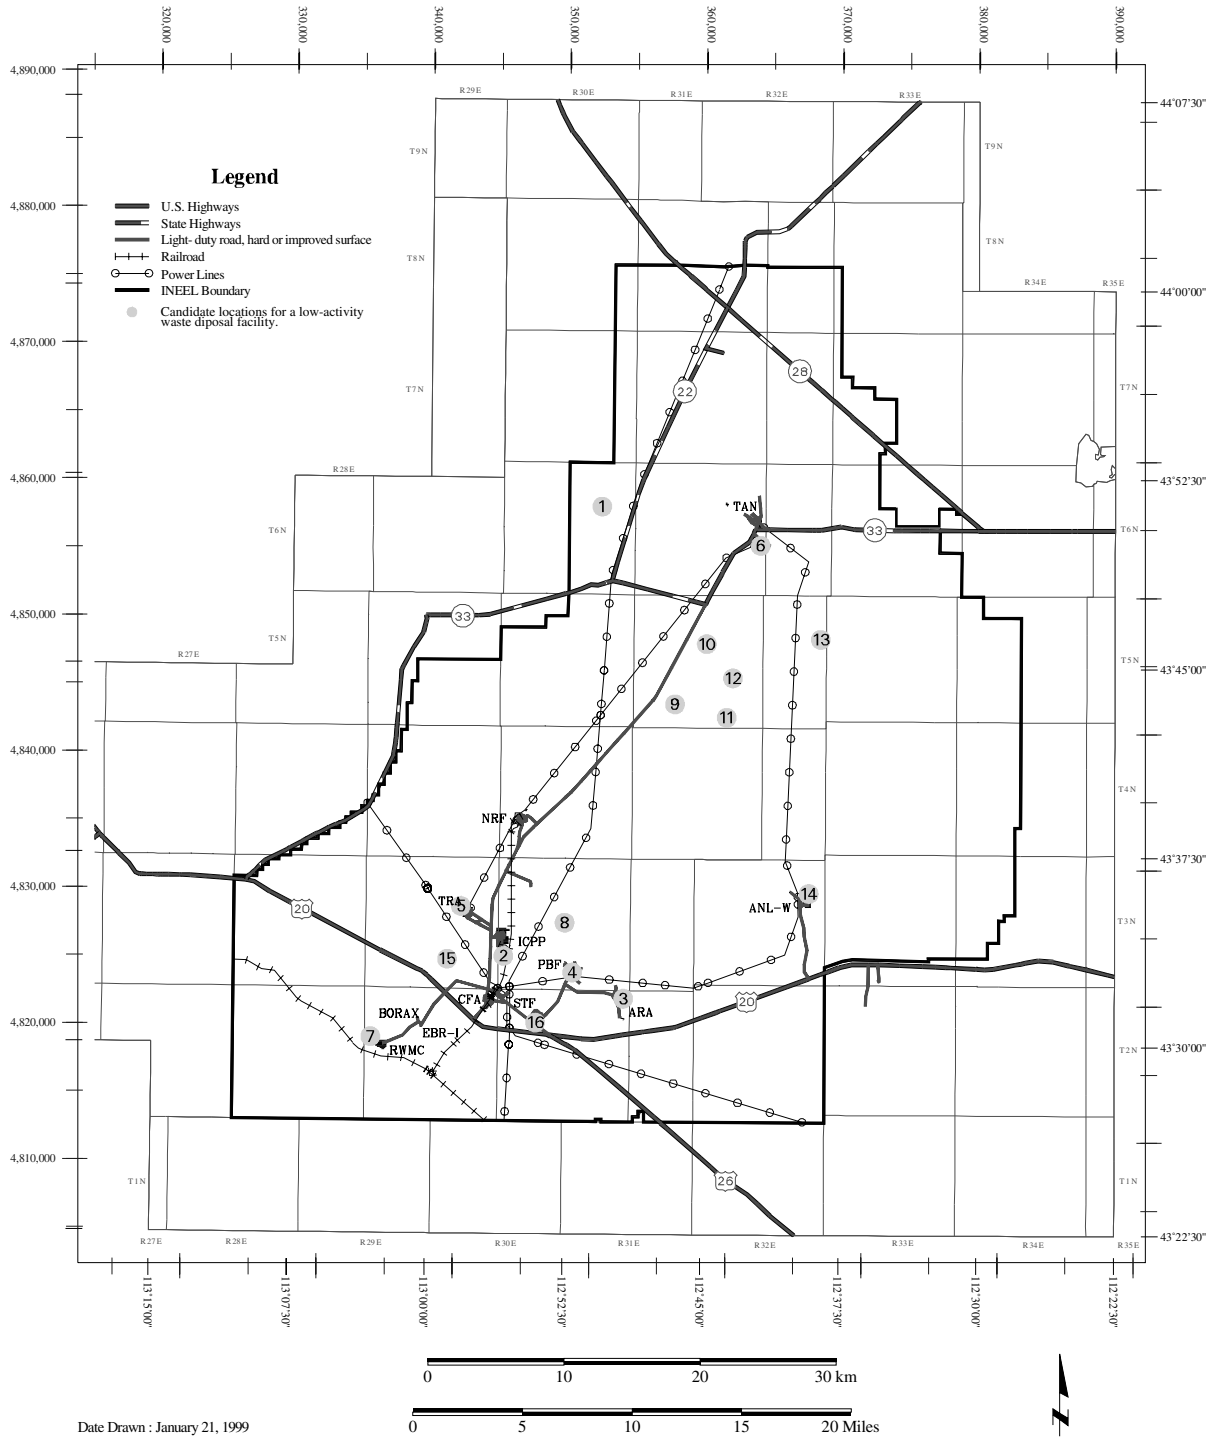 320,000 330,000 340,000 350,000 360,000 370,000 380,000 390,000
4,890,000
R29E R30E R31E R32E R33E
44°07'30"
T9N T9N
Legend
U.S. Highways
State Highways
Light- duty road, hard or improved surface
Railroad
Power Lines
INEEL Boundary
Candidate locations for a low-activity
waste diposal facility.
4,880,000
T8N T8N
R34E R35E
44°00'00"
4,870,000
28
22
T7N T7N
R28E
4,860,000
43°52'30"
1
TAN
T6N 33 T6N
6
4,850,000
33
T5N 10 13
R27E T5N
43°45'00"
12
9 11
4,840,000
T4N
NRF
43°37'30"
4,830,000
TRA 5 14
20 ANL-W
8 T3N
ICPP
15 2
PBF 4
CFA STF 3 20
BORAX ARA
4,820,000
16
7 EBR-I
RWMC T2N
43°30'00"
4,810,000
T1N 26 T1N
R27E R28E R29E R30E R31E R32E R33E R34E R35E
43°22'30"
113°15'00" 113°07'30" 113°00'00" 112°52'30" 112°45'00" 112°37'30" 112°30'00" 112°22'30"
0 10 20 30 km
0 5 10 15 20 Miles
N
Date Drawn : January 21, 1999